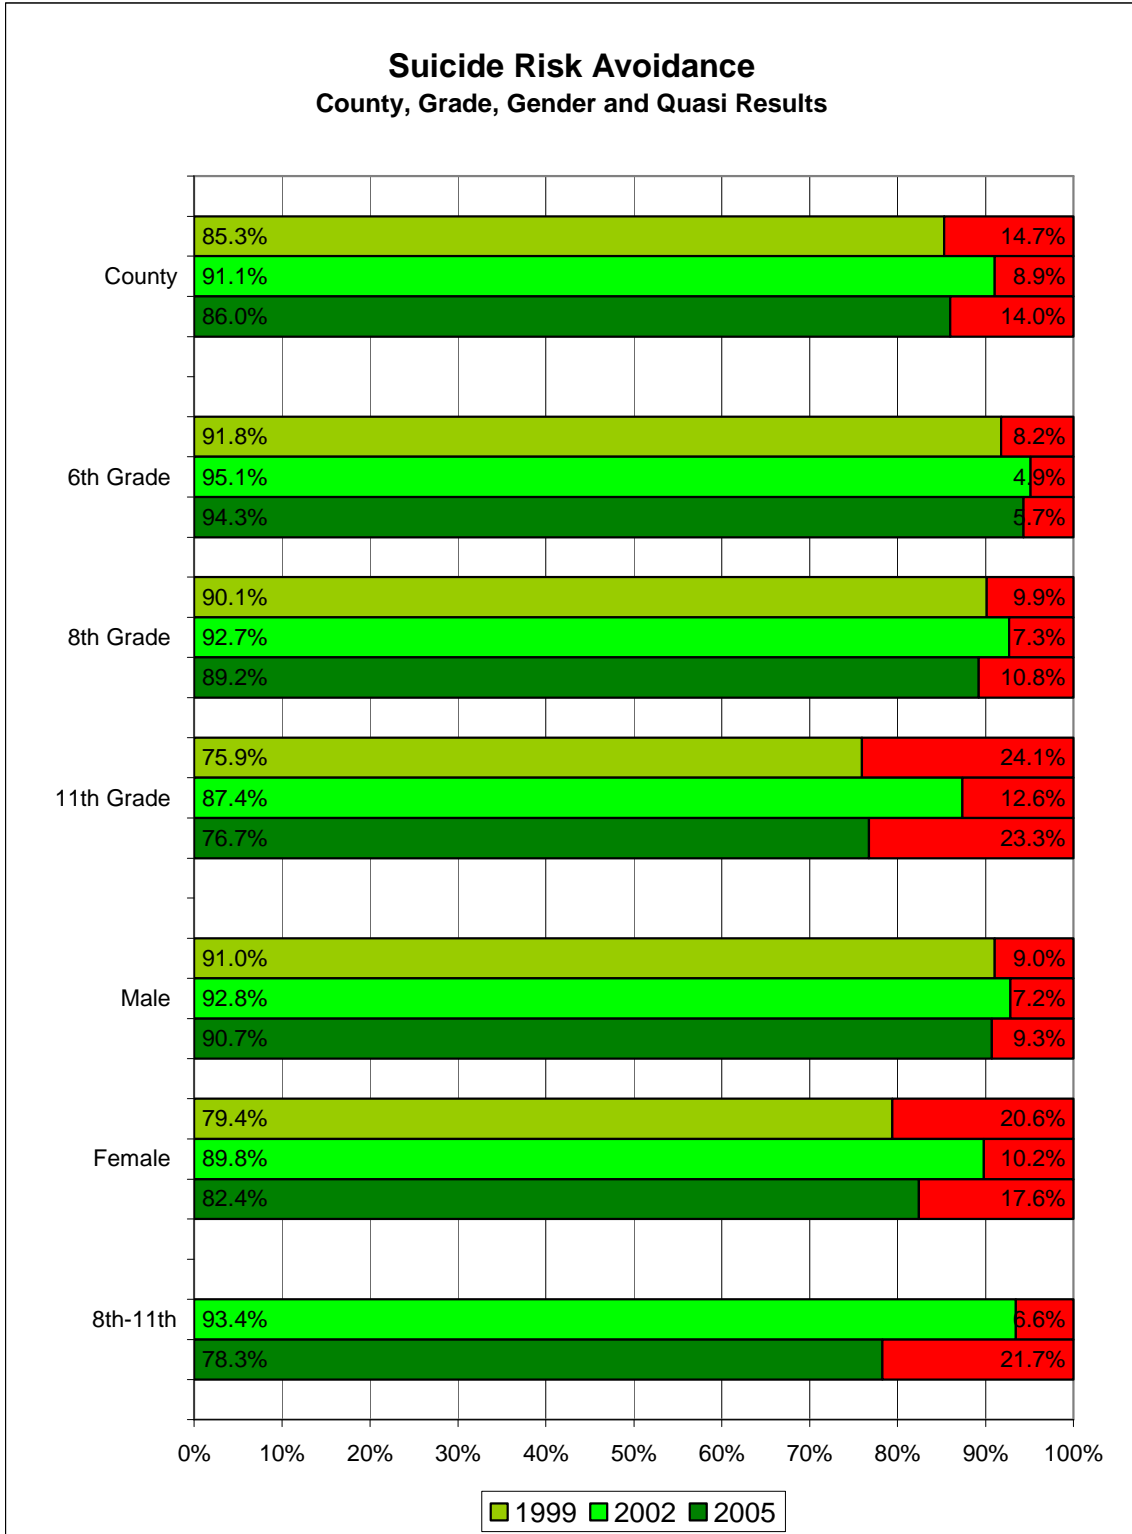 Suicide Risk Avoidance
County, Grade, Gender and Quasi Results
85.3% 14.7%
County 91.1% 8.9%
86.0% 14.0%
91.8% 8.2%
6th Grade 95.1% 4.9%
94.3% 5.7%
90.1% 9.9%
8th Grade 92.7% 7.3%
89.2% 10.8%
75.9% 24.1%
11th Grade 87.4% 12.6%
76.7% 23.3%
91.0% 9.0%
Male 92.8% 7.2%
90.7% 9.3%
79.4% 20.6%
Female 89.8% 10.2%
82.4% 17.6%
8th-11th 93.4% 6.6%
78.3% 21.7%
0% 10% 20% 30% 40% 50% 60% 70% 80% 90% 100%
1999 2002 2005